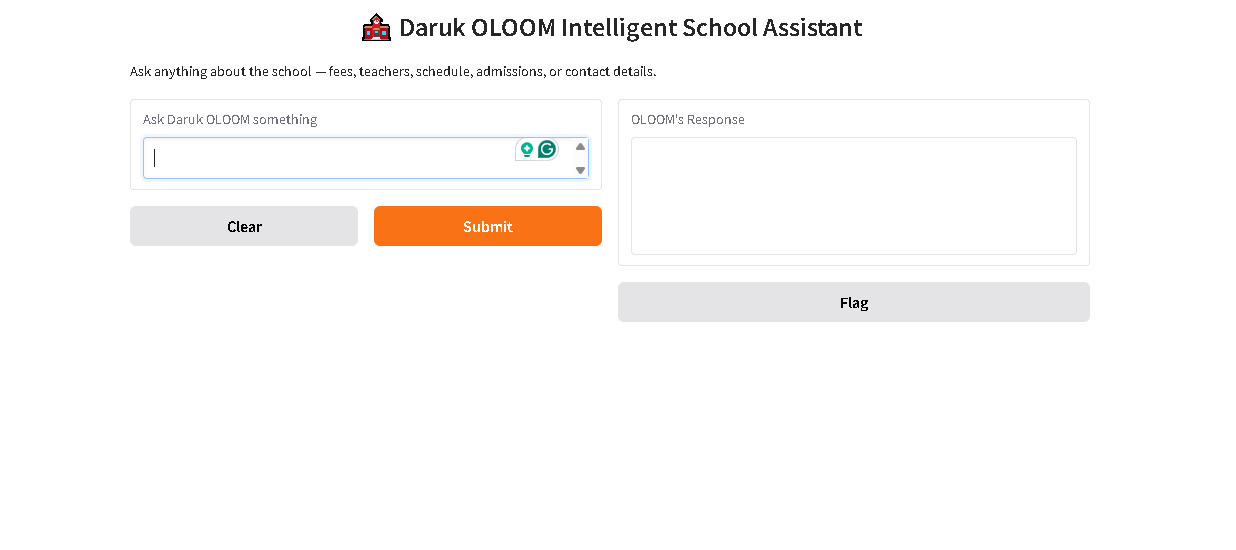 Daruk OLOOM Intelligent School Assistant
Ask anything about the school — fees, teachers, schedule, admissions, or contact details.
Ask Daruk OLOOM something
Clear
Submit
OLOOM's Response
Flag